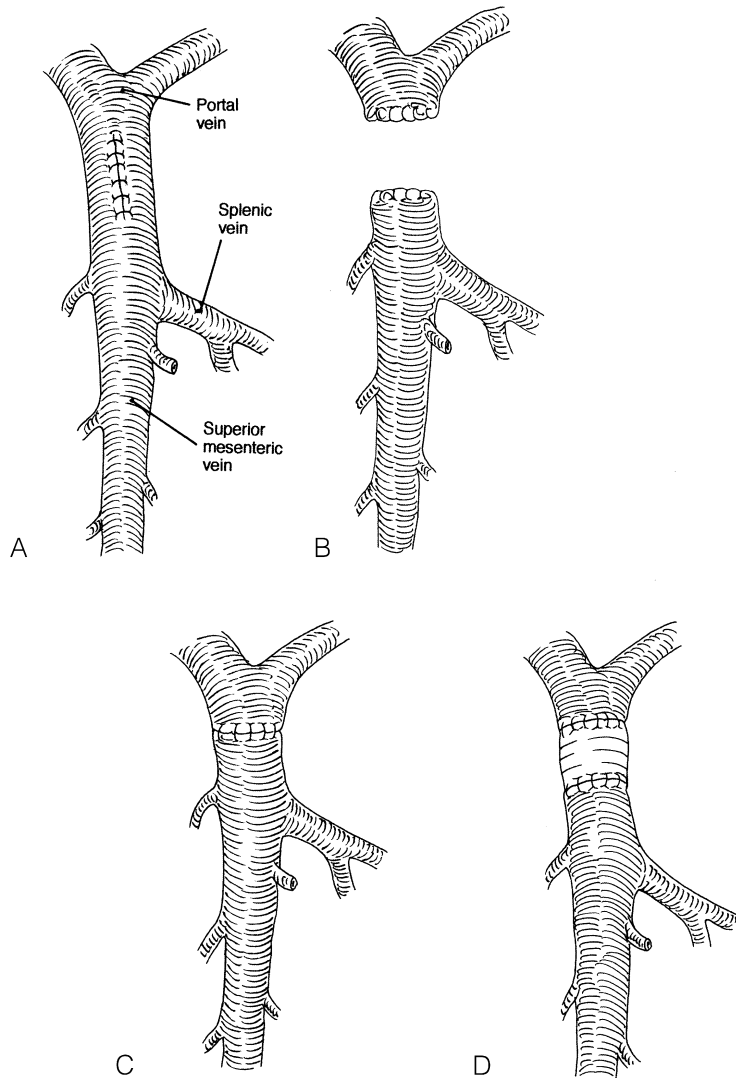 Portal
vein
Splenic
vein
Superior
mesenteric
vein
A
B
C
D